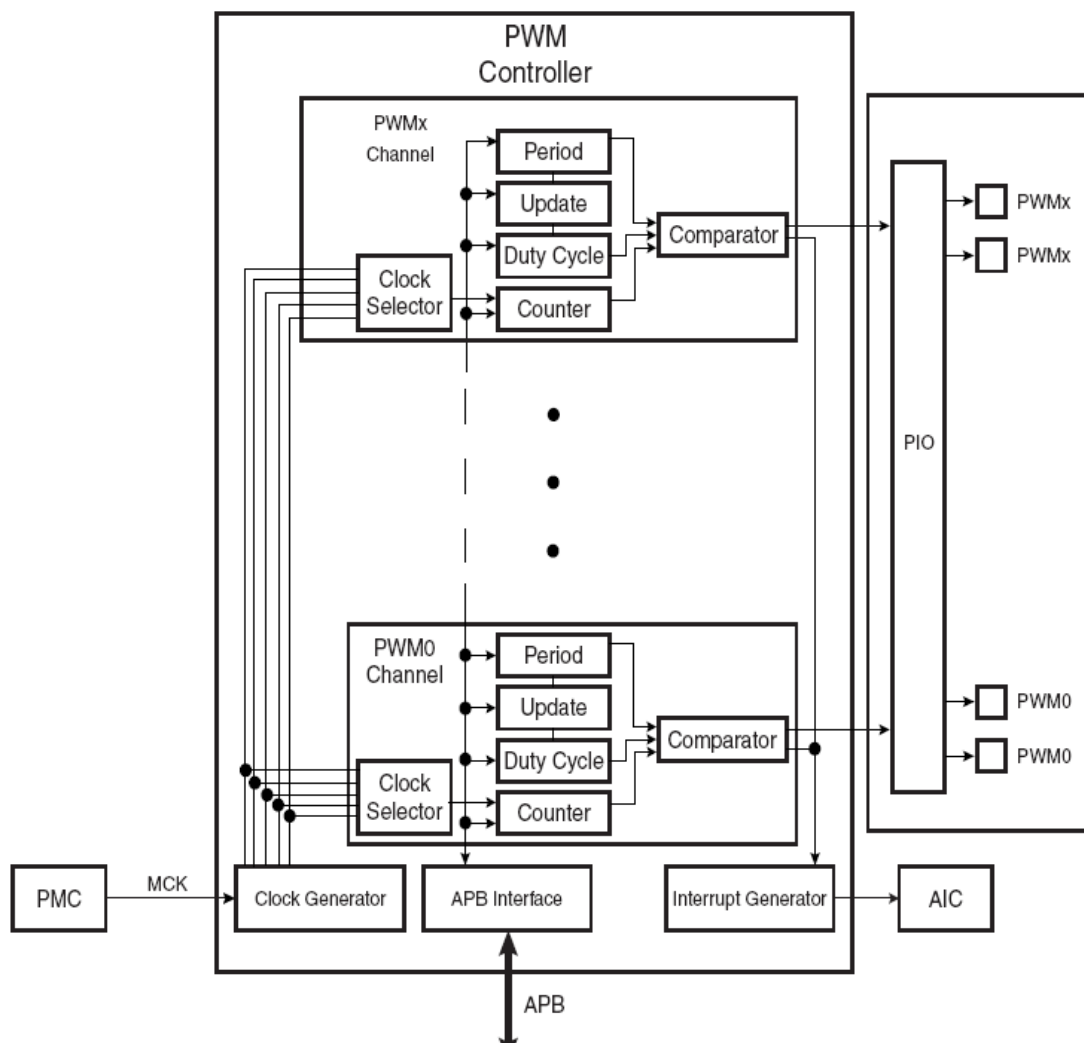 PWM
Controller
PWMx
Channel
Period
Update
Duty Cycle
Counter
Clock
Selector
Comparator
PIO
PWMx
PWMx
PWM0
Channel
Period
Update
Duty Cycle
Counter
Clock
Selector
Comparator
PWM0
PWM0
PMC
MCK
Clock Generator
APB Interface
Interrupt Generator
AIC
APB